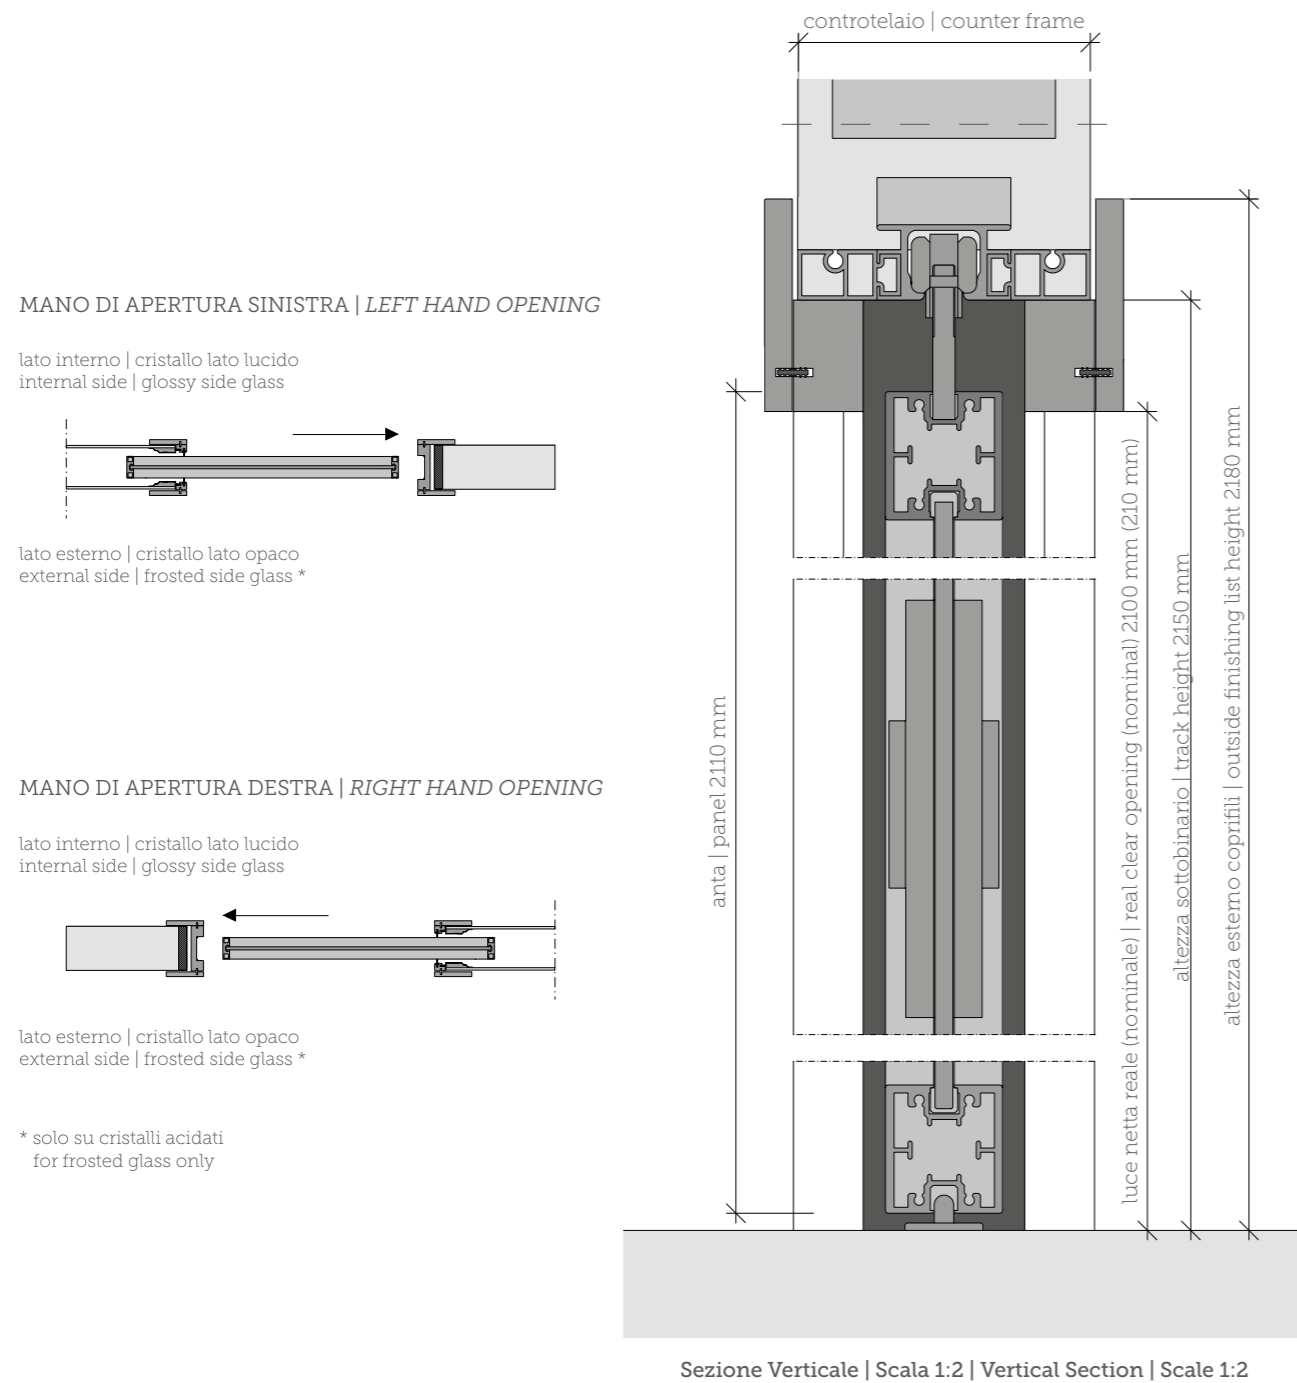 controtelaio | counter frame
MANO DI APERTURA SINISTRA | LEFT HAND OPENING
lato interno | cristallo lato lucido
internal side | glossy side glass
lato esterno | cristallo lato opaco
external side | frosted side glass *
MANO DI APERTURA DESTRA | RIGHT HAND OPENING
lato interno | cristallo lato lucido
internal side | glossy side glass
lato esterno | cristallo lato opaco
external side | frosted side glass *
* solo su cristalli acidati
for frosted glass only
anta | panel 2110 mm
luce netta reale (nominale) | real clear opening (nominal) 2100 mm (210 mm)
altezza sottobinario | track height 2150 mm
altezza esterno coprifili | outside finishing list height 2180 mm
Sezione Verticale | Scala 1:2 | Vertical Section | Scale 1:2